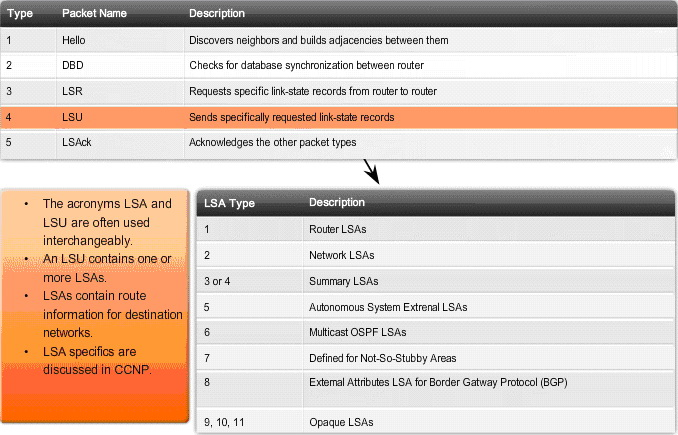 Type Packet Name Description
1 Hello Discovers neighbors and builds adjacencies between them
2 DBD Checks for database synchronization between router
3 LSR Requests specific link-state records from router to router
4 LSU Sends specifically requested link-state records
5 LSAck Acknowledges the other packet types
• The acronyms LSA and
LSU are often used
interchangeably.
• An LSU contains one or
more LSAs.
• LSAs contain route
information for destination
networks.
• LSA specifics are
discussed in CCNP.
LSA Type Description
1 Router LSAs
2 Network LSAs
3 or 4 Summary LSAs
5 Autonomous System Extrenal LSAs
6 Multicast OSPF LSAs
7 Defined for Not-So-Stubby Areas
8 External Attributes LSA for Border Gatway Protocol (BGP)
9, 10, 11 Opaque LSAs